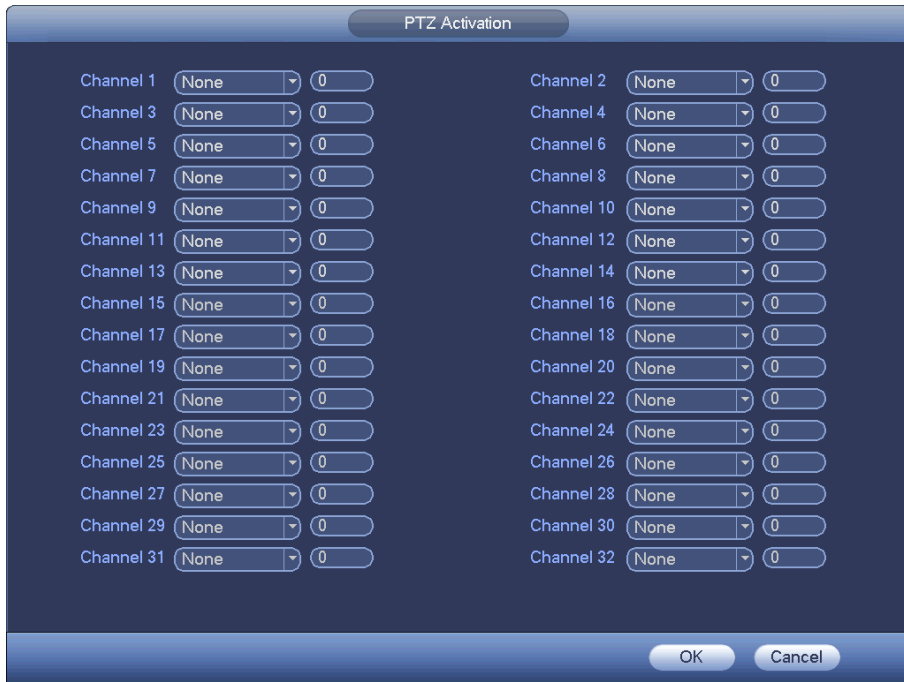 PTZ Activation
Channel 1 None 0 Channel 2 None 0
Channel 3 None 0 Channel 4 None 0
Channel 5 None 0 Channel 6 None 0
Channel 7 None 0 Channel 8 None 0
Channel 9 None 0 Channel 10 None 0
Channel 11 None 0 Channel 12 None 0
Channel 13 None 0 Channel 14 None 0
Channel 15 None 0 Channel 16 None 0
Channel 17 None 0 Channel 18 None 0
Channel 19 None 0 Channel 20 None 0
Channel 21 None 0 Channel 22 None 0
Channel 23 None 0 Channel 24 None 0
Channel 25 None 0 Channel 26 None 0
Channel 27 None 0 Channel 28 None 0
Channel 29 None 0 Channel 30 None 0
Channel 31 None 0 Channel 32 None 0
OK Cancel